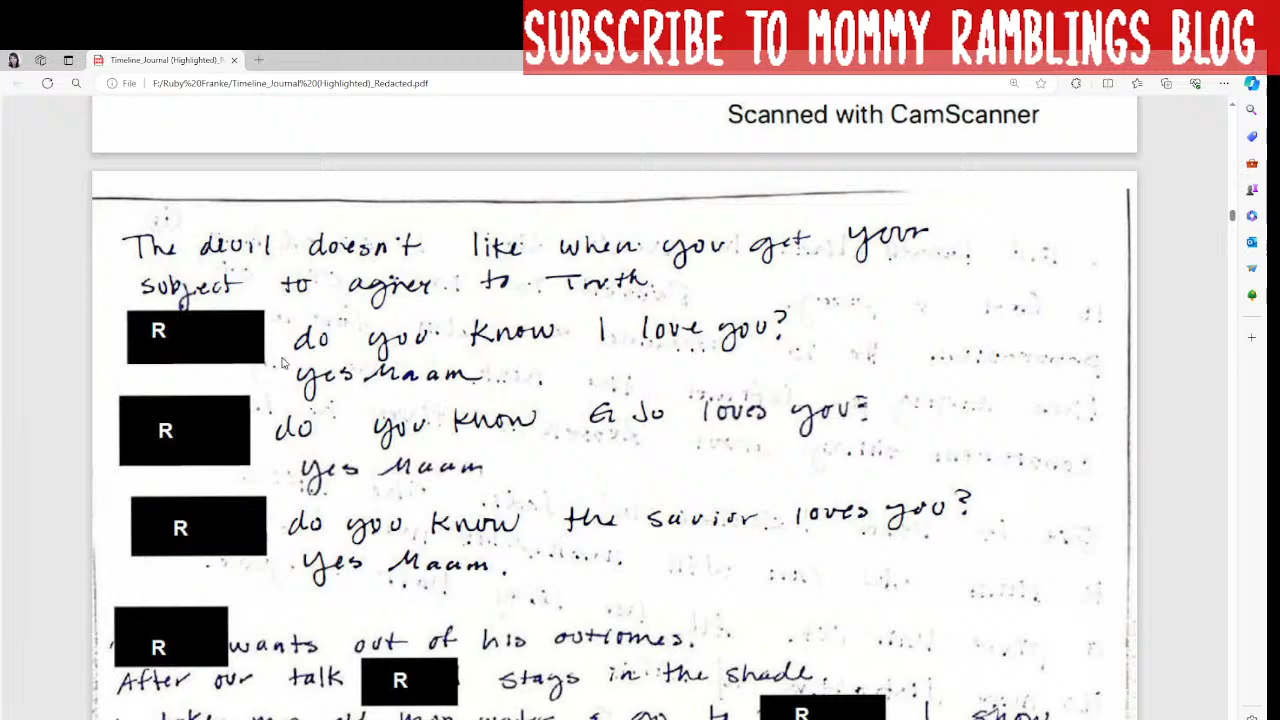 SUBSCRIBE TO MOMMY RAMBLINGS BLOG
Timeline_Journal (Highlighted)_R
File F:/Ruby%20Franke/Timeline_Journal%20(Highlighted)_Redacted.pdf
Scanned with CamScanner
The devil doesn't like when you get your
subject to agree to Truth.
R do you know I love you?
yes Maam
R do you know & Jo loves you?
yes Maam
R do you know the savior loves you?
Yes Maam.
R wants out of his outcomes.
After our talk R stays in the shade.
R I show